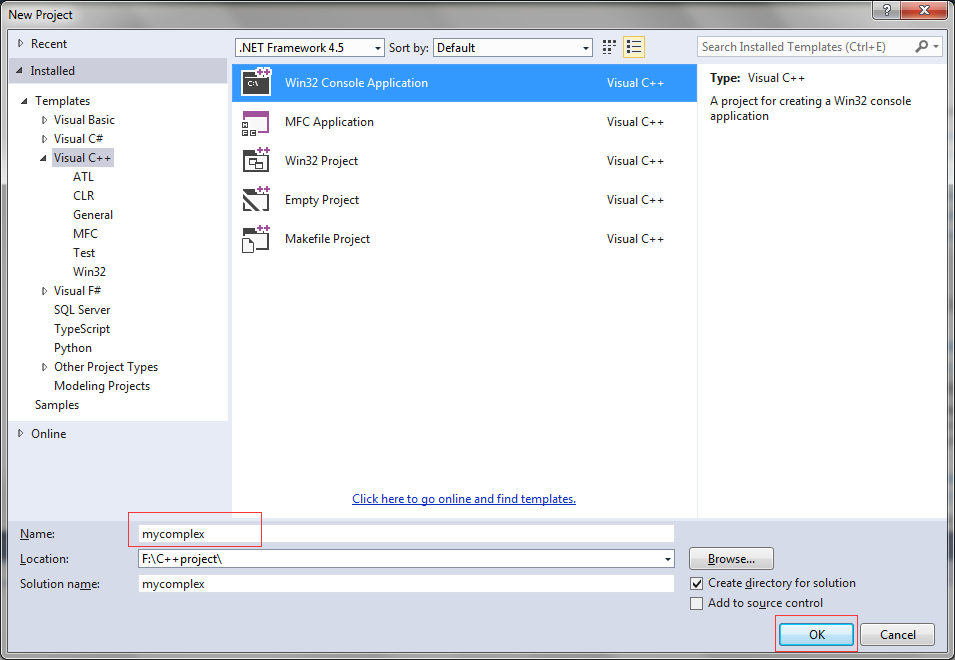 New Project
?
Recent
Installed
Templates
Visual Basic
Visual C#
Visual C++
ATL
CLR
General
MFC
Test
Win32
Visual F#
SQL Server
TypeScript
Python
Other Project Types
Modeling Projects
Samples
Online
.NET Framework 4.5 Sort by: Default
C:\ Win32 Console Application Visual C++
MFC Application Visual C++
Win32 Project Visual C++
Empty Project Visual C++
Makefile Project Visual C++
Click here to go online and find templates.
Search Installed Templates (Ctrl+E)
Type: Visual C++
A project for creating a Win32 console
application
Name: mycomplex
Location: F:\C++project\
Solution name: mycomplex
Browse...
Create directory for solution
Add to source control
OK Cancel